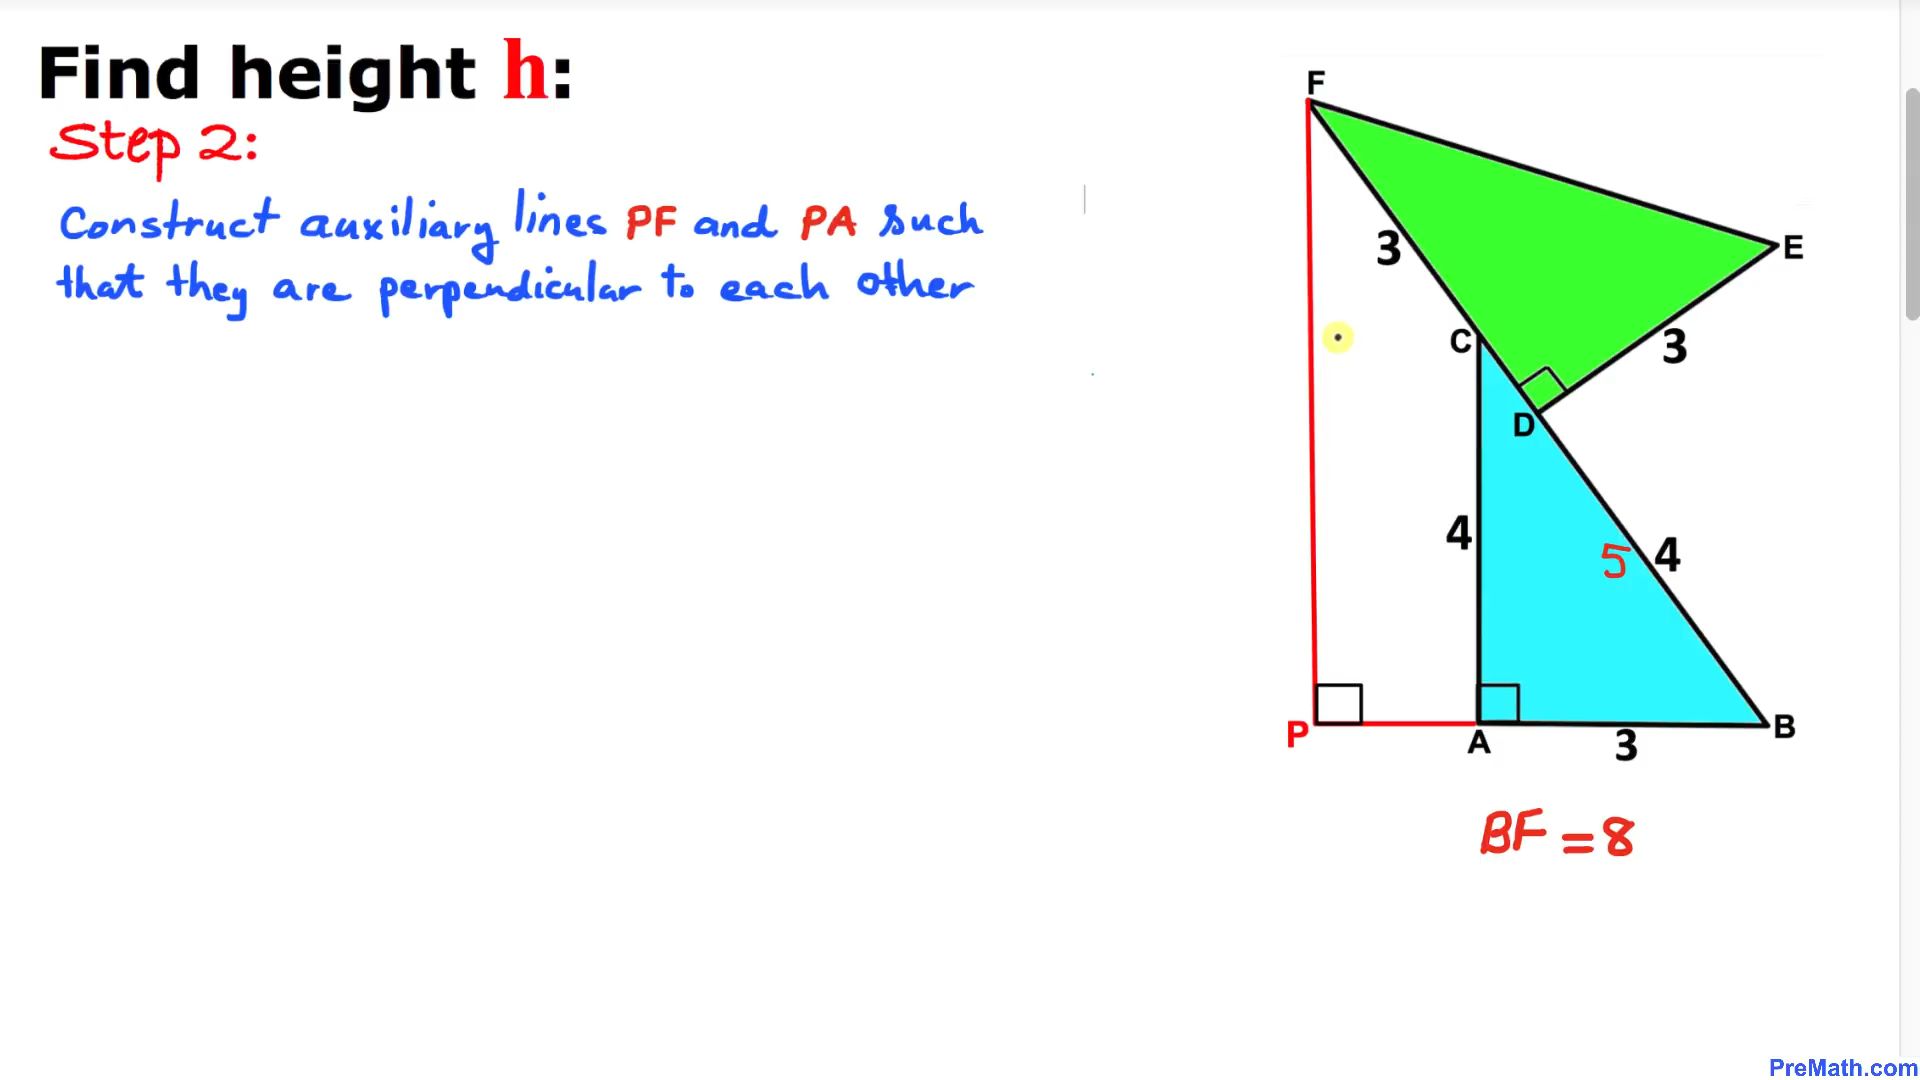 Find height h:
Step 2:
Construct auxiliary lines PF and PA such
that they are perpendicular to each other
F
E
3
C
3
D
4
5
4
P
A
3
B
BF = 8
PreMath.com